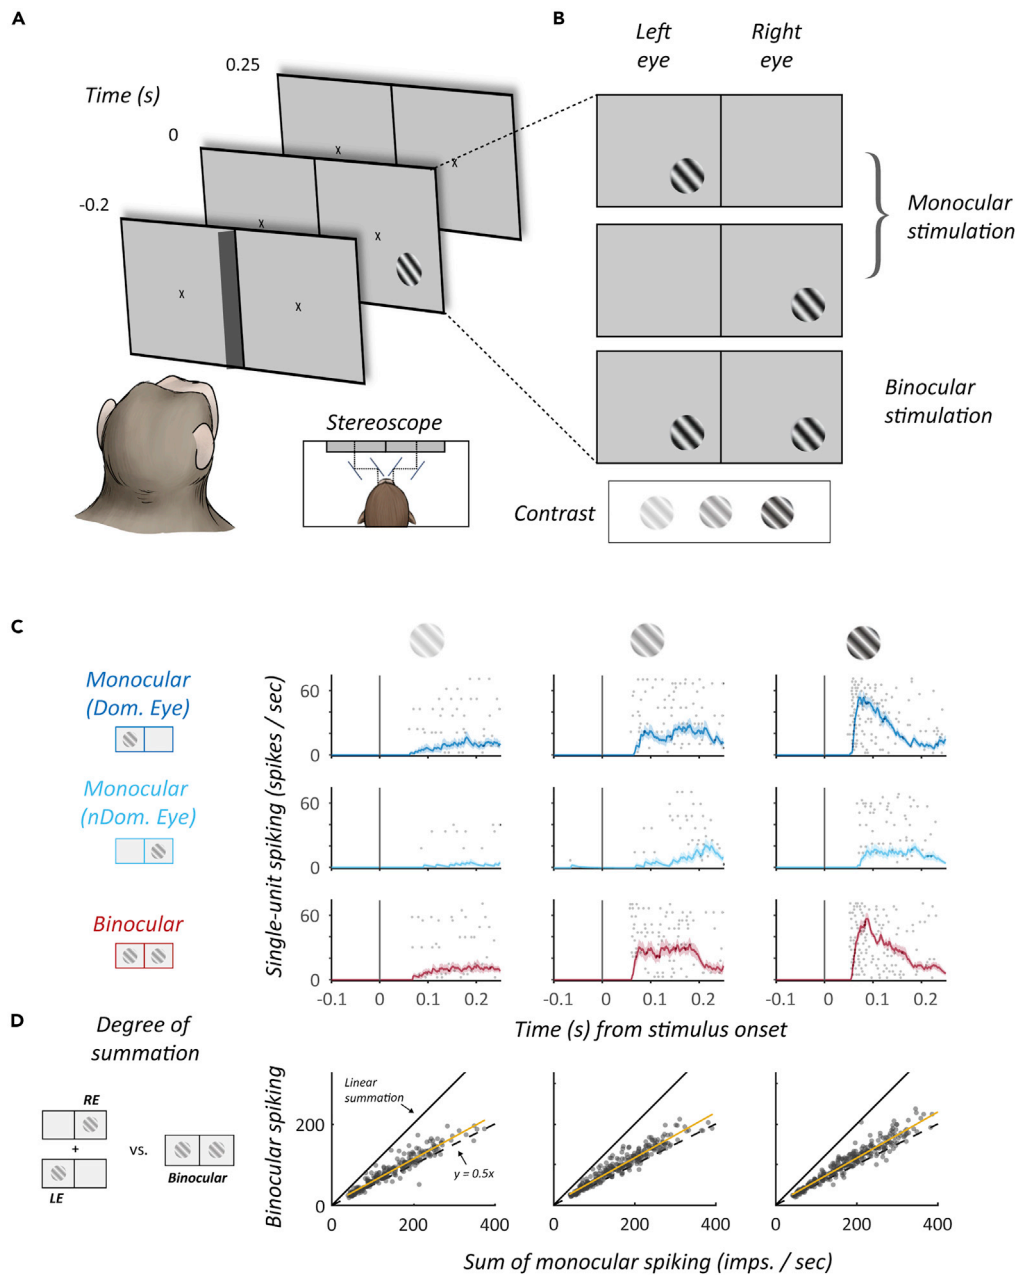 A
B
Left
eye
Right
eye
0.25
Time (s)
0
-0.2
x
x
x
x
x
x
Monocular
stimulation
Binocular
stimulation
Stereoscope
Contrast
C
Monocular
(Dom. Eye)
Monocular
(nDom. Eye)
Binocular
Single-unit spiking (spikes / sec)
60
0
60
0
60
0
-0.1
0
0.1
0.2
-0.1
0
0.1
0.2
-0.1
0
0.1
0.2
Time (s) from stimulus onset
D
Degree of
summation
RE
+
LE
vs.
Binocular
Binocular spiking
200
0
Linear
summation
y = 0.5x
0
200
400
0
200
400
0
200
400
Sum of monocular spiking (imps. / sec)